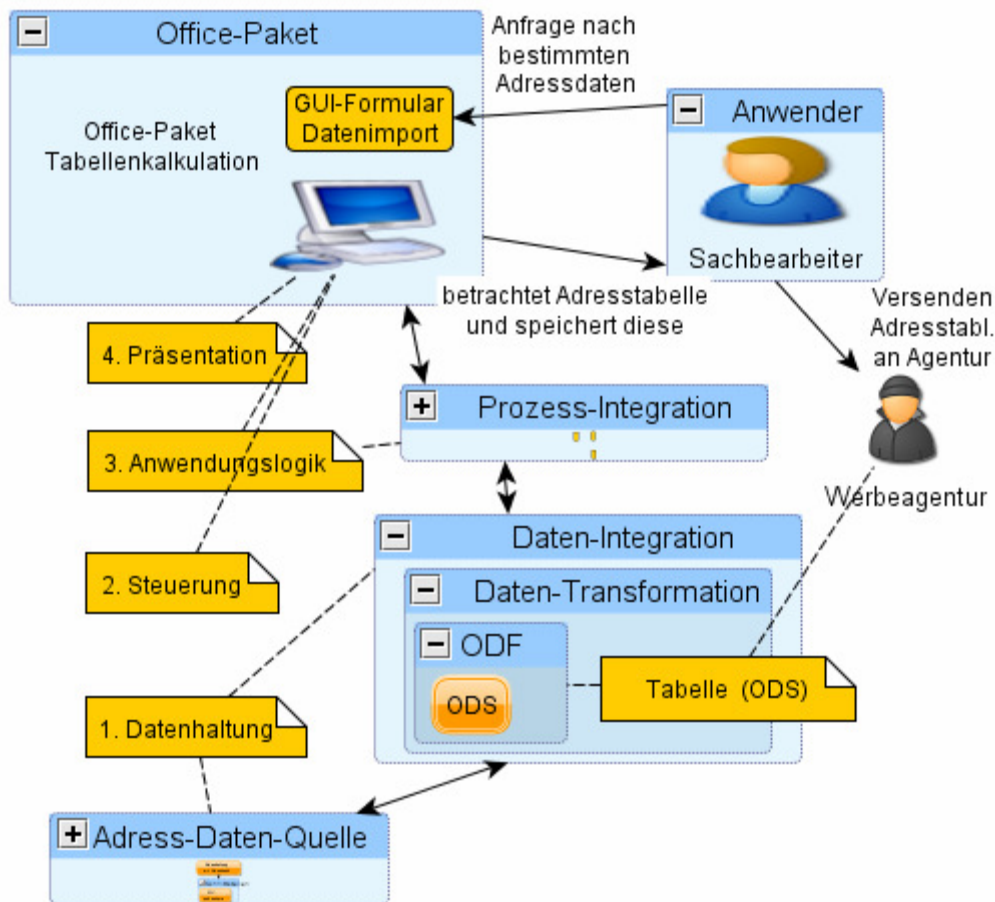 Office-Paket
Anfrage nach
bestimmten
Adressdaten
GUI-Formular
Datenimport
Office-Paket
Tabellenkalkulation
Anwender
Sachbearbeiter
betrachtet Adresstabelle
und speichert diese
Versenden
Adresstabl.
an Agentur
4. Präsentation
Prozess-Integration
3. Anwendungslogik
Werbeagentur
Daten-Integration
2. Steuerung
Daten-Transformation
ODF
ODS
Tabelle (ODS)
1. Datenhaltung
Adress-Daten-Quelle